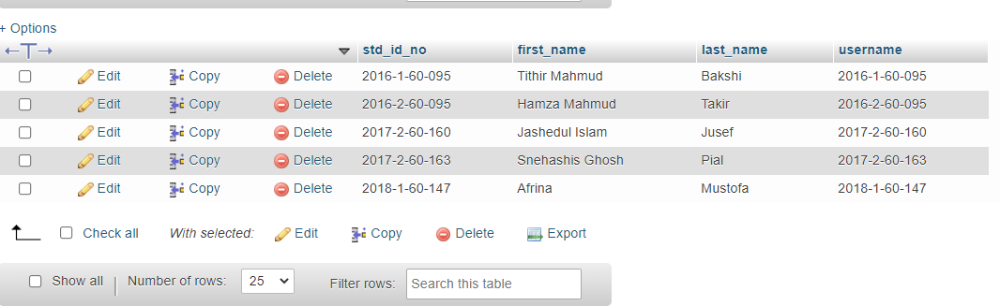 + Options
←T→ std_id_no first_name last_name username
Edit Copy Delete 2016-1-60-095 Tithir Mahmud Bakshi 2016-1-60-095
Edit Copy Delete 2016-2-60-095 Hamza Mahmud Takir 2016-2-60-095
Edit Copy Delete 2017-2-60-160 Jashedul Islam Jusef 2017-2-60-160
Edit Copy Delete 2017-2-60-163 Snehashis Ghosh Pial 2017-2-60-163
Edit Copy Delete 2018-1-60-147 Afrina Mustofa 2018-1-60-147
Check all With selected: Edit Copy Delete Export
Show all Number of rows: 25 Filter rows: Search this table